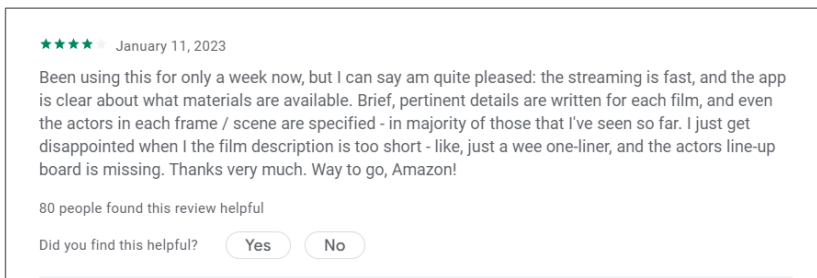 January 11, 2023
Been using this for only a week now, but I can say am quite pleased: the streaming is fast, and the app
is clear about what materials are available. Brief, pertinent details are written for each film, and even
the actors in each frame / scene are specified - in majority of those that I've seen so far. I just get
disappointed when I the film description is too short - like, just a wee one-liner, and the actors line-up
board is missing. Thanks very much. Way to go, Amazon!
80 people found this review helpful
Did you find this helpful? Yes No